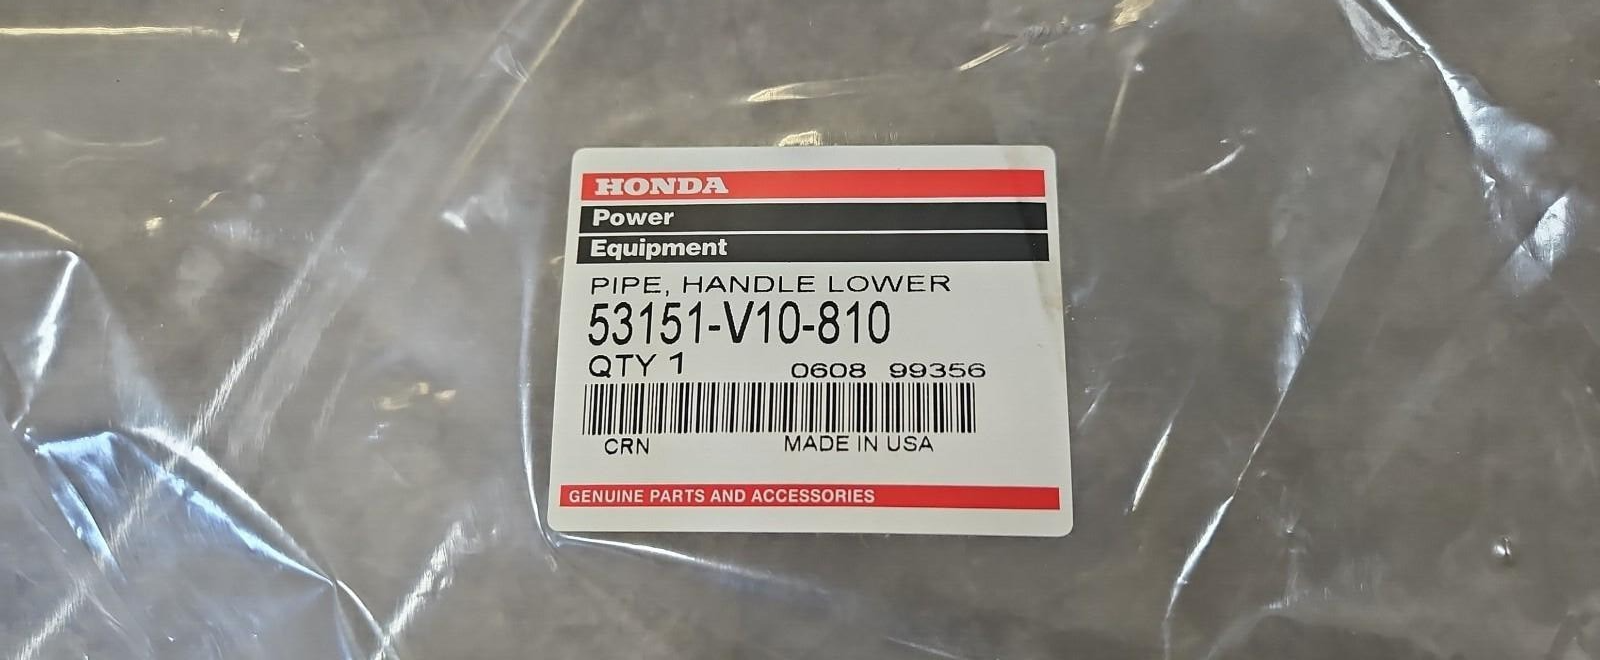 HONDA
Power
Equipment
PIPE, HANDLE LOWER
53151-V10-810
QTY 1 0608 99356
CRN MADE IN USA
GENUINE PARTS AND ACCESSORIES